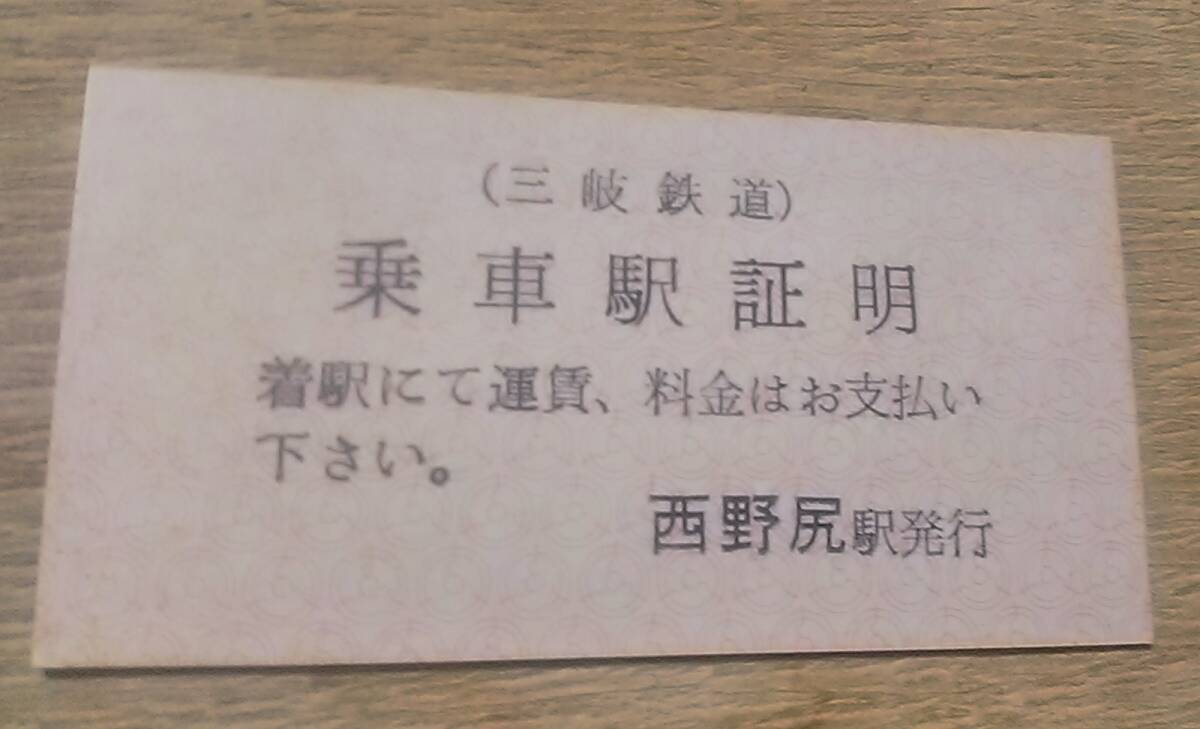 (三岐鉄道)
乗車駅証明
着駅にて運賃、料金はお支払い
下さい。
西野尻駅発行